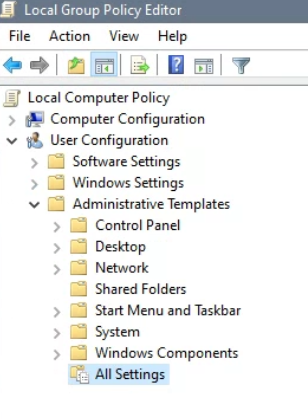 Local Group Policy Editor
File Action View Help
Local Computer Policy
Computer Configuration
User Configuration
Software Settings
Windows Settings
Administrative Templates
Control Panel
Desktop
Network
Shared Folders
Start Menu and Taskbar
System
Windows Components
All Settings